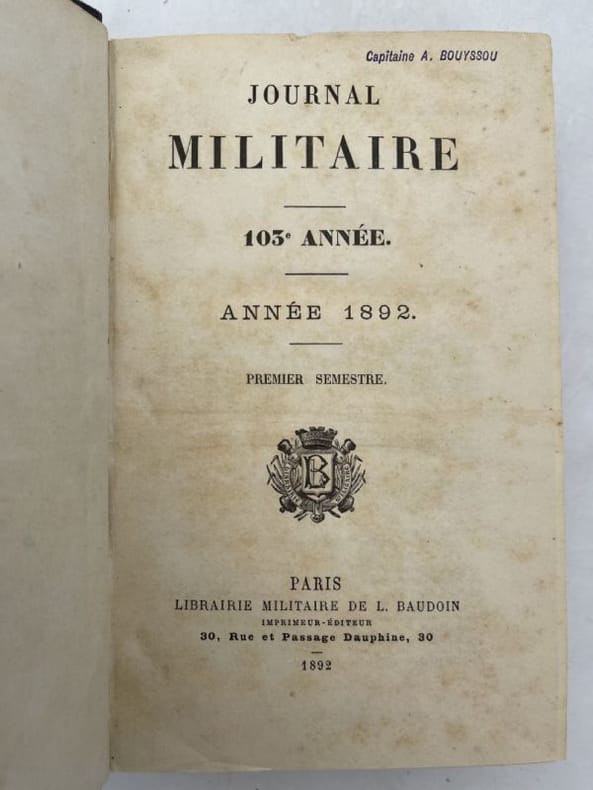 Capitaine A. BOUYSSOU
JOURNAL
MILITAIRE
103e ANNÉE.
ANNÉE 1892.
PREMIER SEMESTRE.
B
PARIS
LIBRAIRIE MILITAIRE DE L. BAUDOIN
IMPRIMEUR-ÉDITEUR
30, Rue et Passage Dauphine, 30
1892